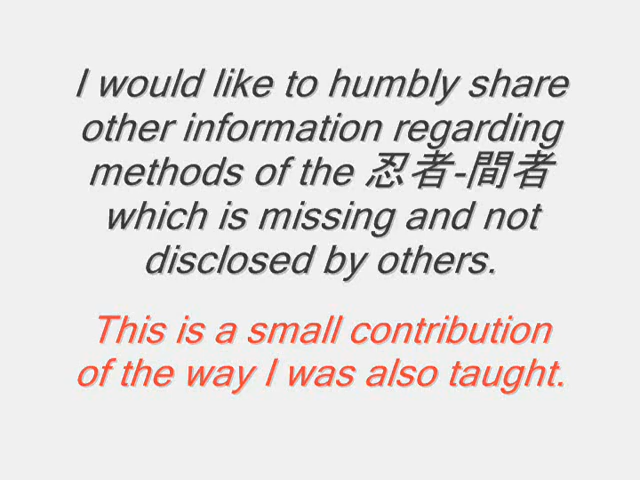 I would like to humbly share
other information regarding
methods of the 忍者-間者
which is missing and not
disclosed by others.
This is a small contribution
of the way I was also taught.